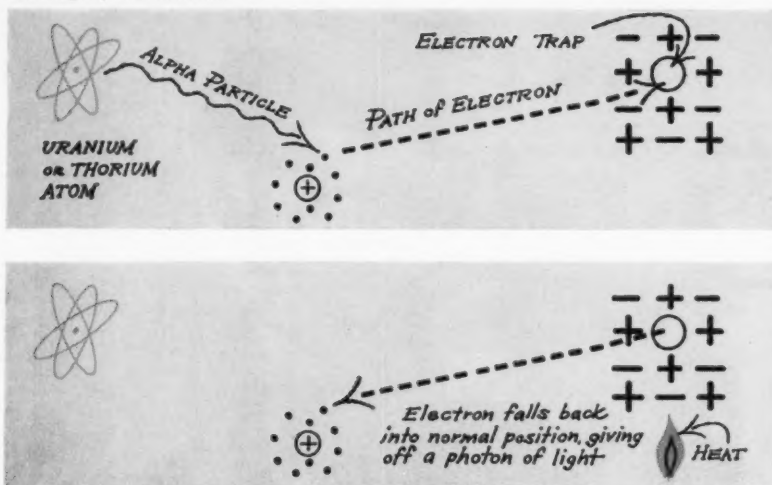 ELECTRON TRAP
ALPHA PARTICLE
PATH OF ELECTRON
URANIUM
OR THORIUM
ATOM
Electron falls back
into normal position, giving
off a photon of light
HEAT